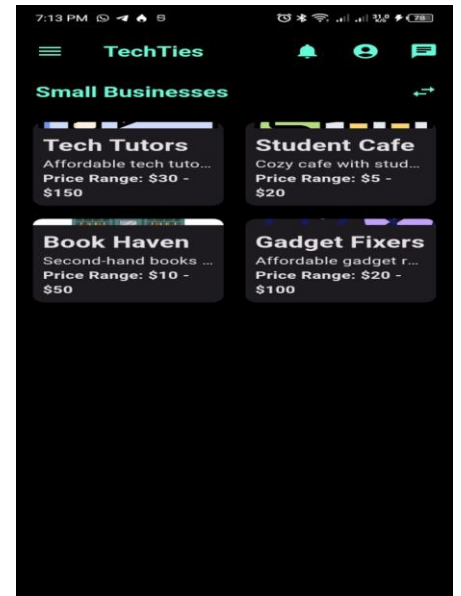 7:13 PM
78
TechTies
Small Businesses
Tech Tutors
Affordable tech tuto...
Price Range: $30 -
$150
Student Cafe
Cozy cafe with stud...
Price Range: $5 -
$20
Book Haven
Second-hand books ...
Price Range: $10 -
$50
Gadget Fixers
Affordable gadget r...
Price Range: $20 -
$100